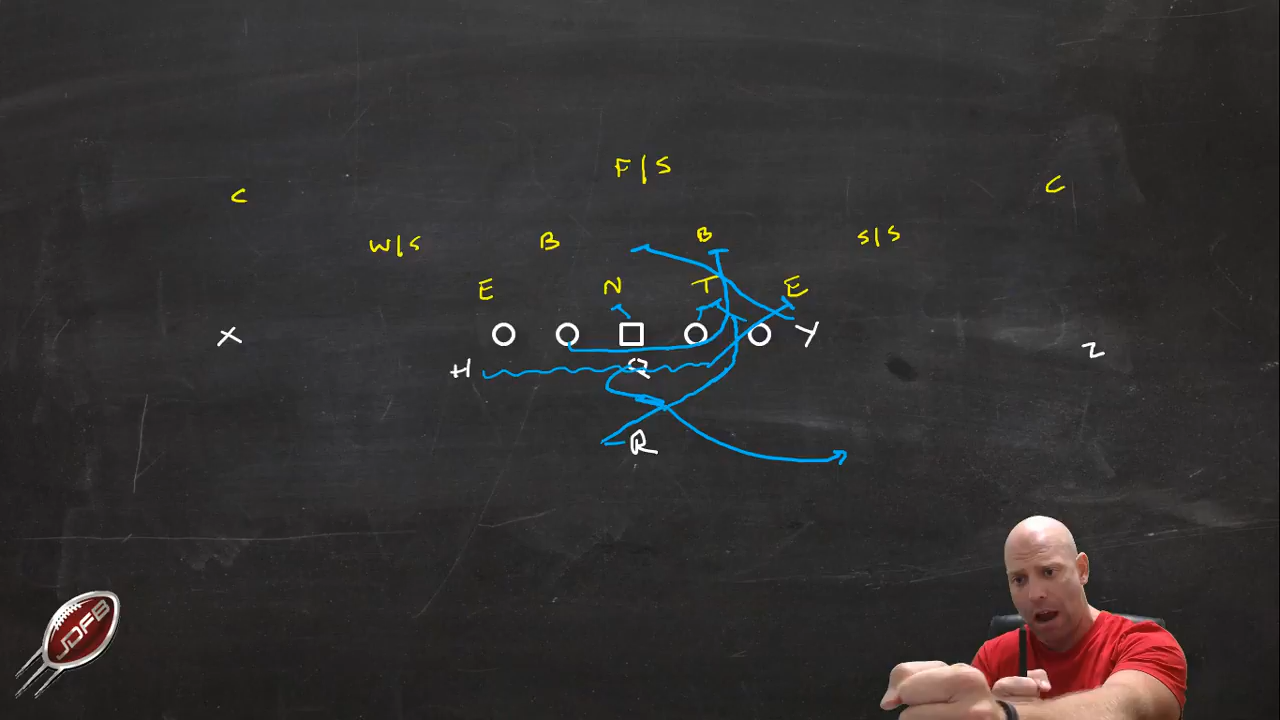 F/S
C C
W/S B B S/S
E N T E
X Y Z
H Q
R
JDFB